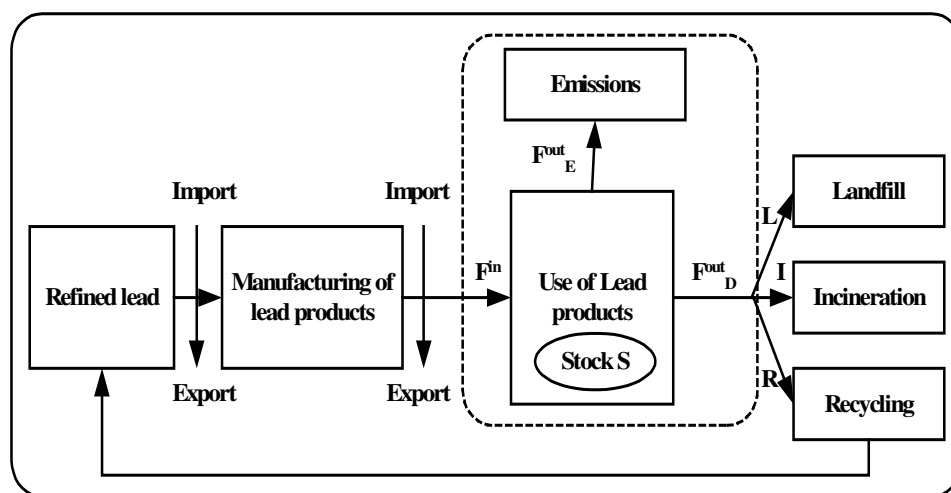 Emissions
F^out_E
Import
Import
Landfill
L
Refined lead
Manufacturing of
lead products
F^in
Use of Lead
products
F^out_D
I
Incineration
Stock S
Export
Export
R
Recycling